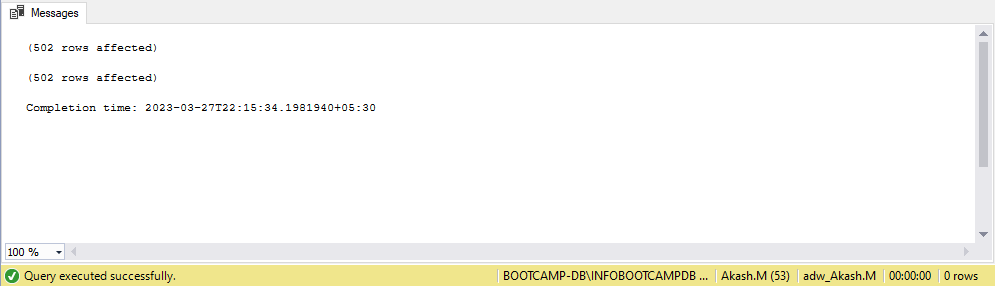 Messages
(502 rows affected)
(502 rows affected)
Completion time: 2023-03-27T22:15:34.1981940+05:30
100 %
Query executed successfully.
BOOTCAMP-DB\INFOBOOTCAMPDB ...
Akash.M (53)
adw_Akash.M
00:00:00
0 rows